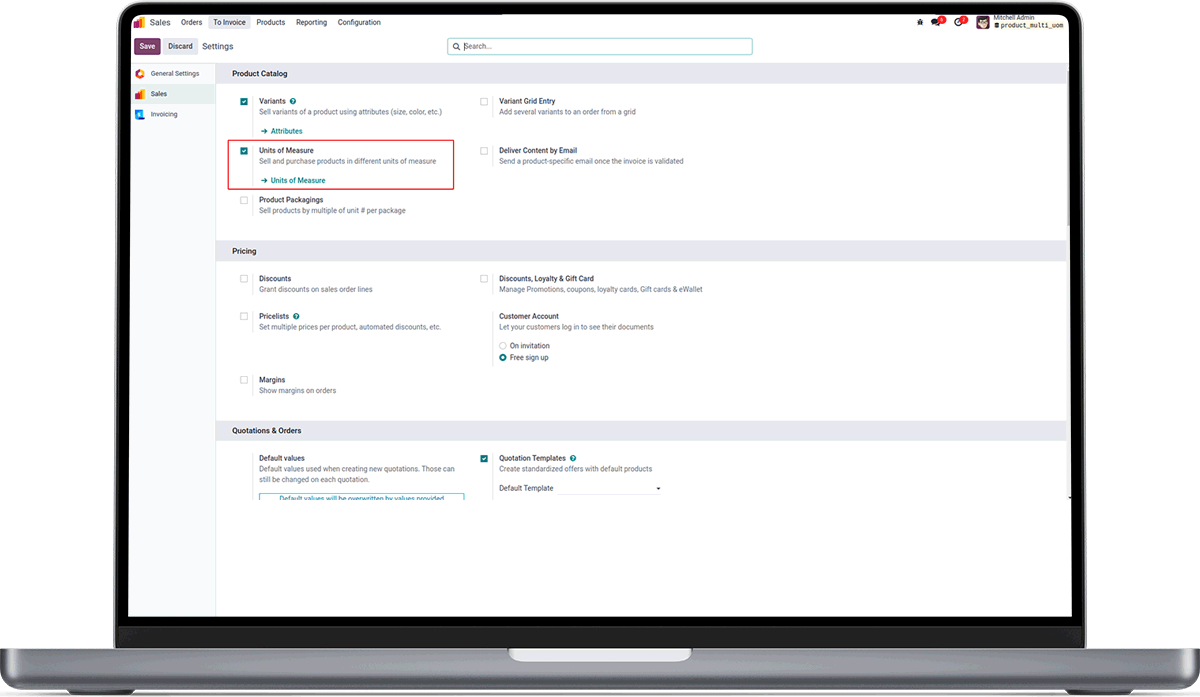 Sales Orders To Invoice Products Reporting Configuration
Mitchell Admin
product_multi_uom
Save Discard Settings
Search...
General Settings
Sales
Invoicing
Product Catalog
Variants
Sell variants of a product using attributes (size, color, etc.)
Attributes
Variant Grid Entry
Add several variants to an order from a grid
Units of Measure
Sell and purchase products in different units of measure
Units of Measure
Deliver Content by Email
Send a product-specific email once the invoice is validated
Product Packagings
Sell products by multiple of unit # per package
Pricing
Discounts
Grant discounts on sales order lines
Discounts, Loyalty & Gift Card
Manage Promotions, coupons, loyalty cards, Gift cards & eWallet
Pricelists
Set multiple prices per product, automated discounts, etc.
Customer Account
Let your customers log in to see their documents
On invitation
Free sign up
Margins
Show margins on orders
Quotations & Orders
Default values
Default values used when creating new quotations. Those can
still be changed on each quotation.
Default values will be overwritten by values provided
Quotation Templates
Create standardized offers with default products
Default Template